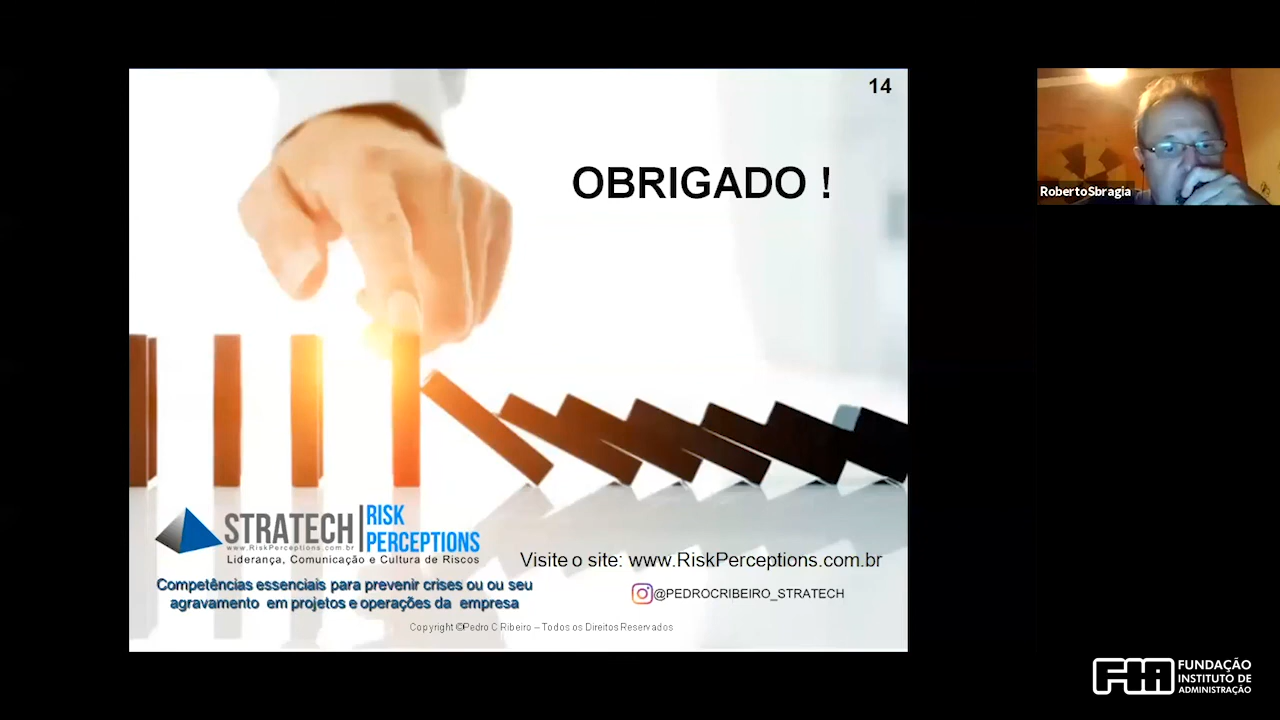 14
OBRIGADO !
RobertoSbragia
STRATECH
RISK
PERCEPTIONS
www.RiskPerceptions.com.br
Liderança, Comunicação e Cultura de Riscos
Competências essenciais para prevenir crises ou ou seu
agravamento em projetos e operações da empresa
Visite o site: www.RiskPerceptions.com.br
@PEDROCRIBEIRO_STRATECH
Copyright ©Pedro C Ribeiro – Todos os Direitos Reservados
FIA
FUNDAÇÃO
INSTITUTO DE
ADMINISTRAÇÃO